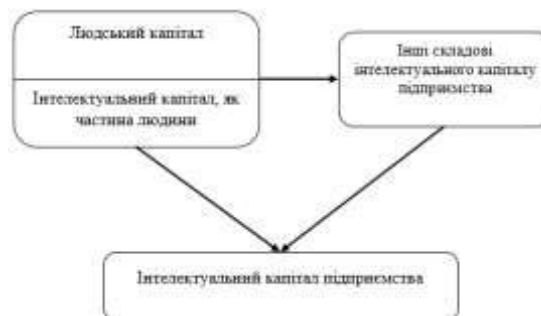 Людський капітал
Інтелектуальний капітал, як
частина людини
Інші складові
інтелектуального капіталу
підприємства
Інтелектуальний капітал підприємства